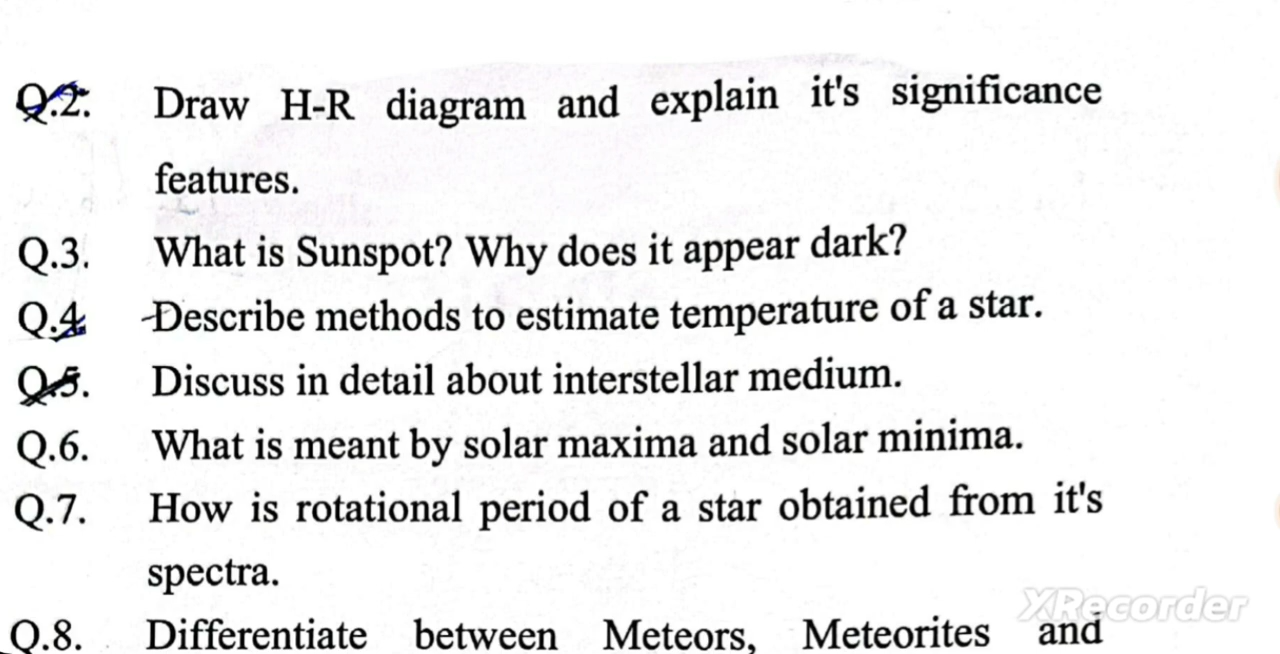 Q.2. Draw H-R diagram and explain it's significance
features.
Q.3. What is Sunspot? Why does it appear dark?
Q.4 Describe methods to estimate temperature of a star.
Q.5. Discuss in detail about interstellar medium.
Q.6. What is meant by solar maxima and solar minima.
Q.7. How is rotational period of a star obtained from it's
spectra.
XRecorder
Q.8. Differentiate between Meteors, Meteorites and